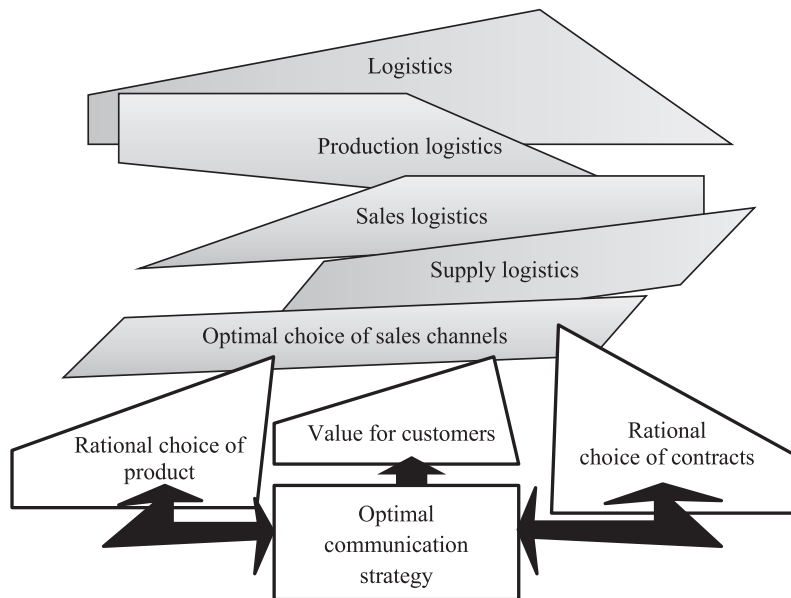 Logistics
Production logistics
Sales logistics
Supply logistics
Optimal choice of sales channels
Rational choice of
product
Value for customers
Rational
choice of contracts
Optimal
communication
strategy